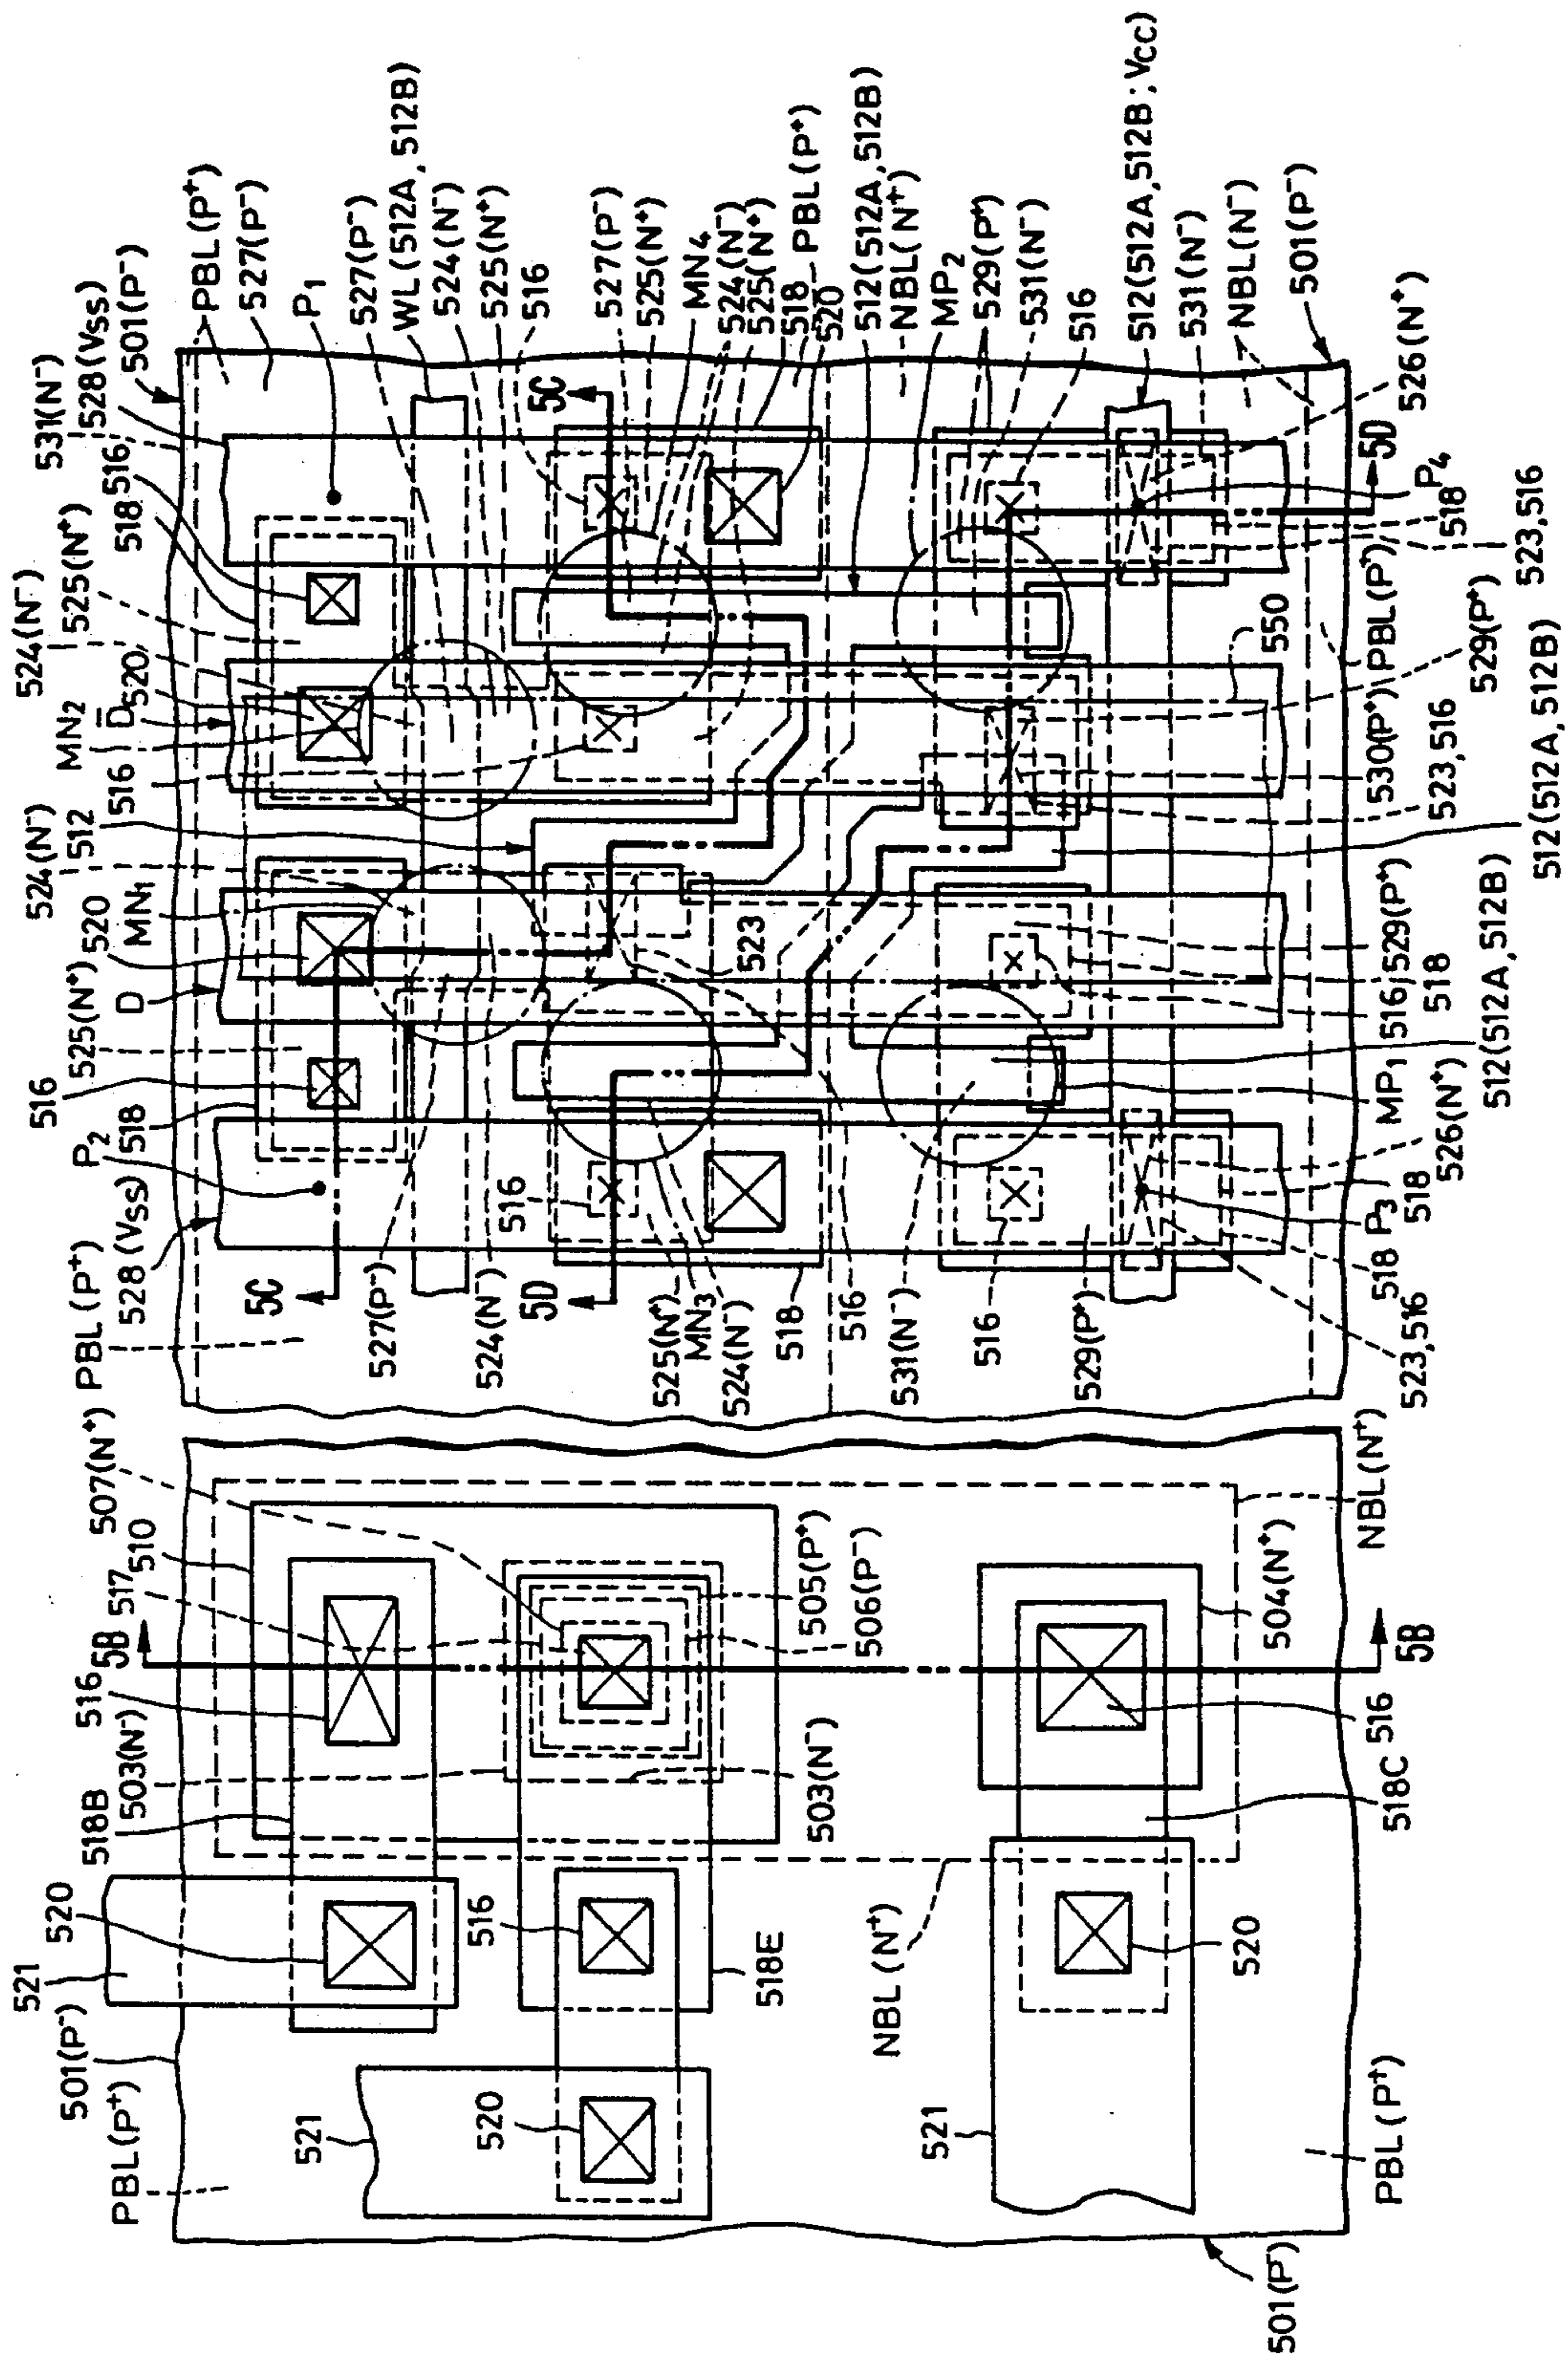 PBL(P⁺)
527(P⁻)
P₁
527(P⁻)
WL(512A, 512B)
524(N⁻)
525(N⁺)
516
527(P⁻)
525(N⁺)
MN₄
524(N⁻)
525(N⁺)
518
PBL(P⁺)
520
512(512A, 512B)
NBL(N⁺)
MP₂
529(P⁺)
531(N⁻)
516
512(512A, 512B; Vcc)
531(N⁻)
NBL(N⁻)
501(P⁻)
526(N⁺)
501(P⁻)
528(Vss)
531(N⁻)
516
518
525(N⁺)
524(N⁻)
520
D̅
MN₂
516
512
524(N⁻)
MN₁
520
D
525(N⁺)
516
518
P₂
528(Vss)
PBL(P⁺)
5C
5C
5D
5D
P₄
518
523,516
PBL(P⁻)
529(P⁺)
550
530(P⁺)
523,516
512(512A, 512B)
523
529(P⁺)
518
516
MP₁
512(512A, 512B)
526(N⁺)
518
P₃
518
523,516
516
516
527(P⁻)
524(N⁻)
525(N⁺)
MN₃
524(N⁻)
518
516
531(N⁻)
529(P⁺)
507(N⁺)
510
517
5B
516
503(N⁻)
518B
520
521
501(P⁻)
PBL(P⁺)
505(P⁺)
506(P⁻)
503(N⁻)
516
518E
521
520
NBL(N⁺)
504(N⁺)
5B
516
518C
NBL(N⁺)
520
521
PBL(P⁺)
501(P⁻)